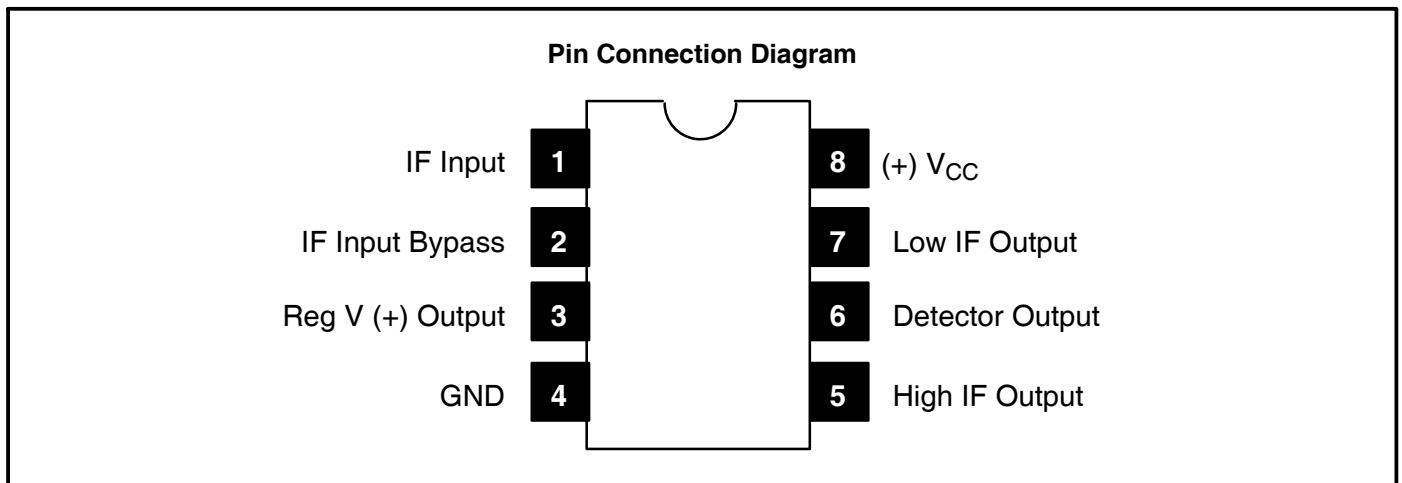 Pin Connection Diagram
IF Input 1 8 (+) VCC
IF Input Bypass 2 7 Low IF Output
Reg V (+) Output 3 6 Detector Output
GND 4 5 High IF Output